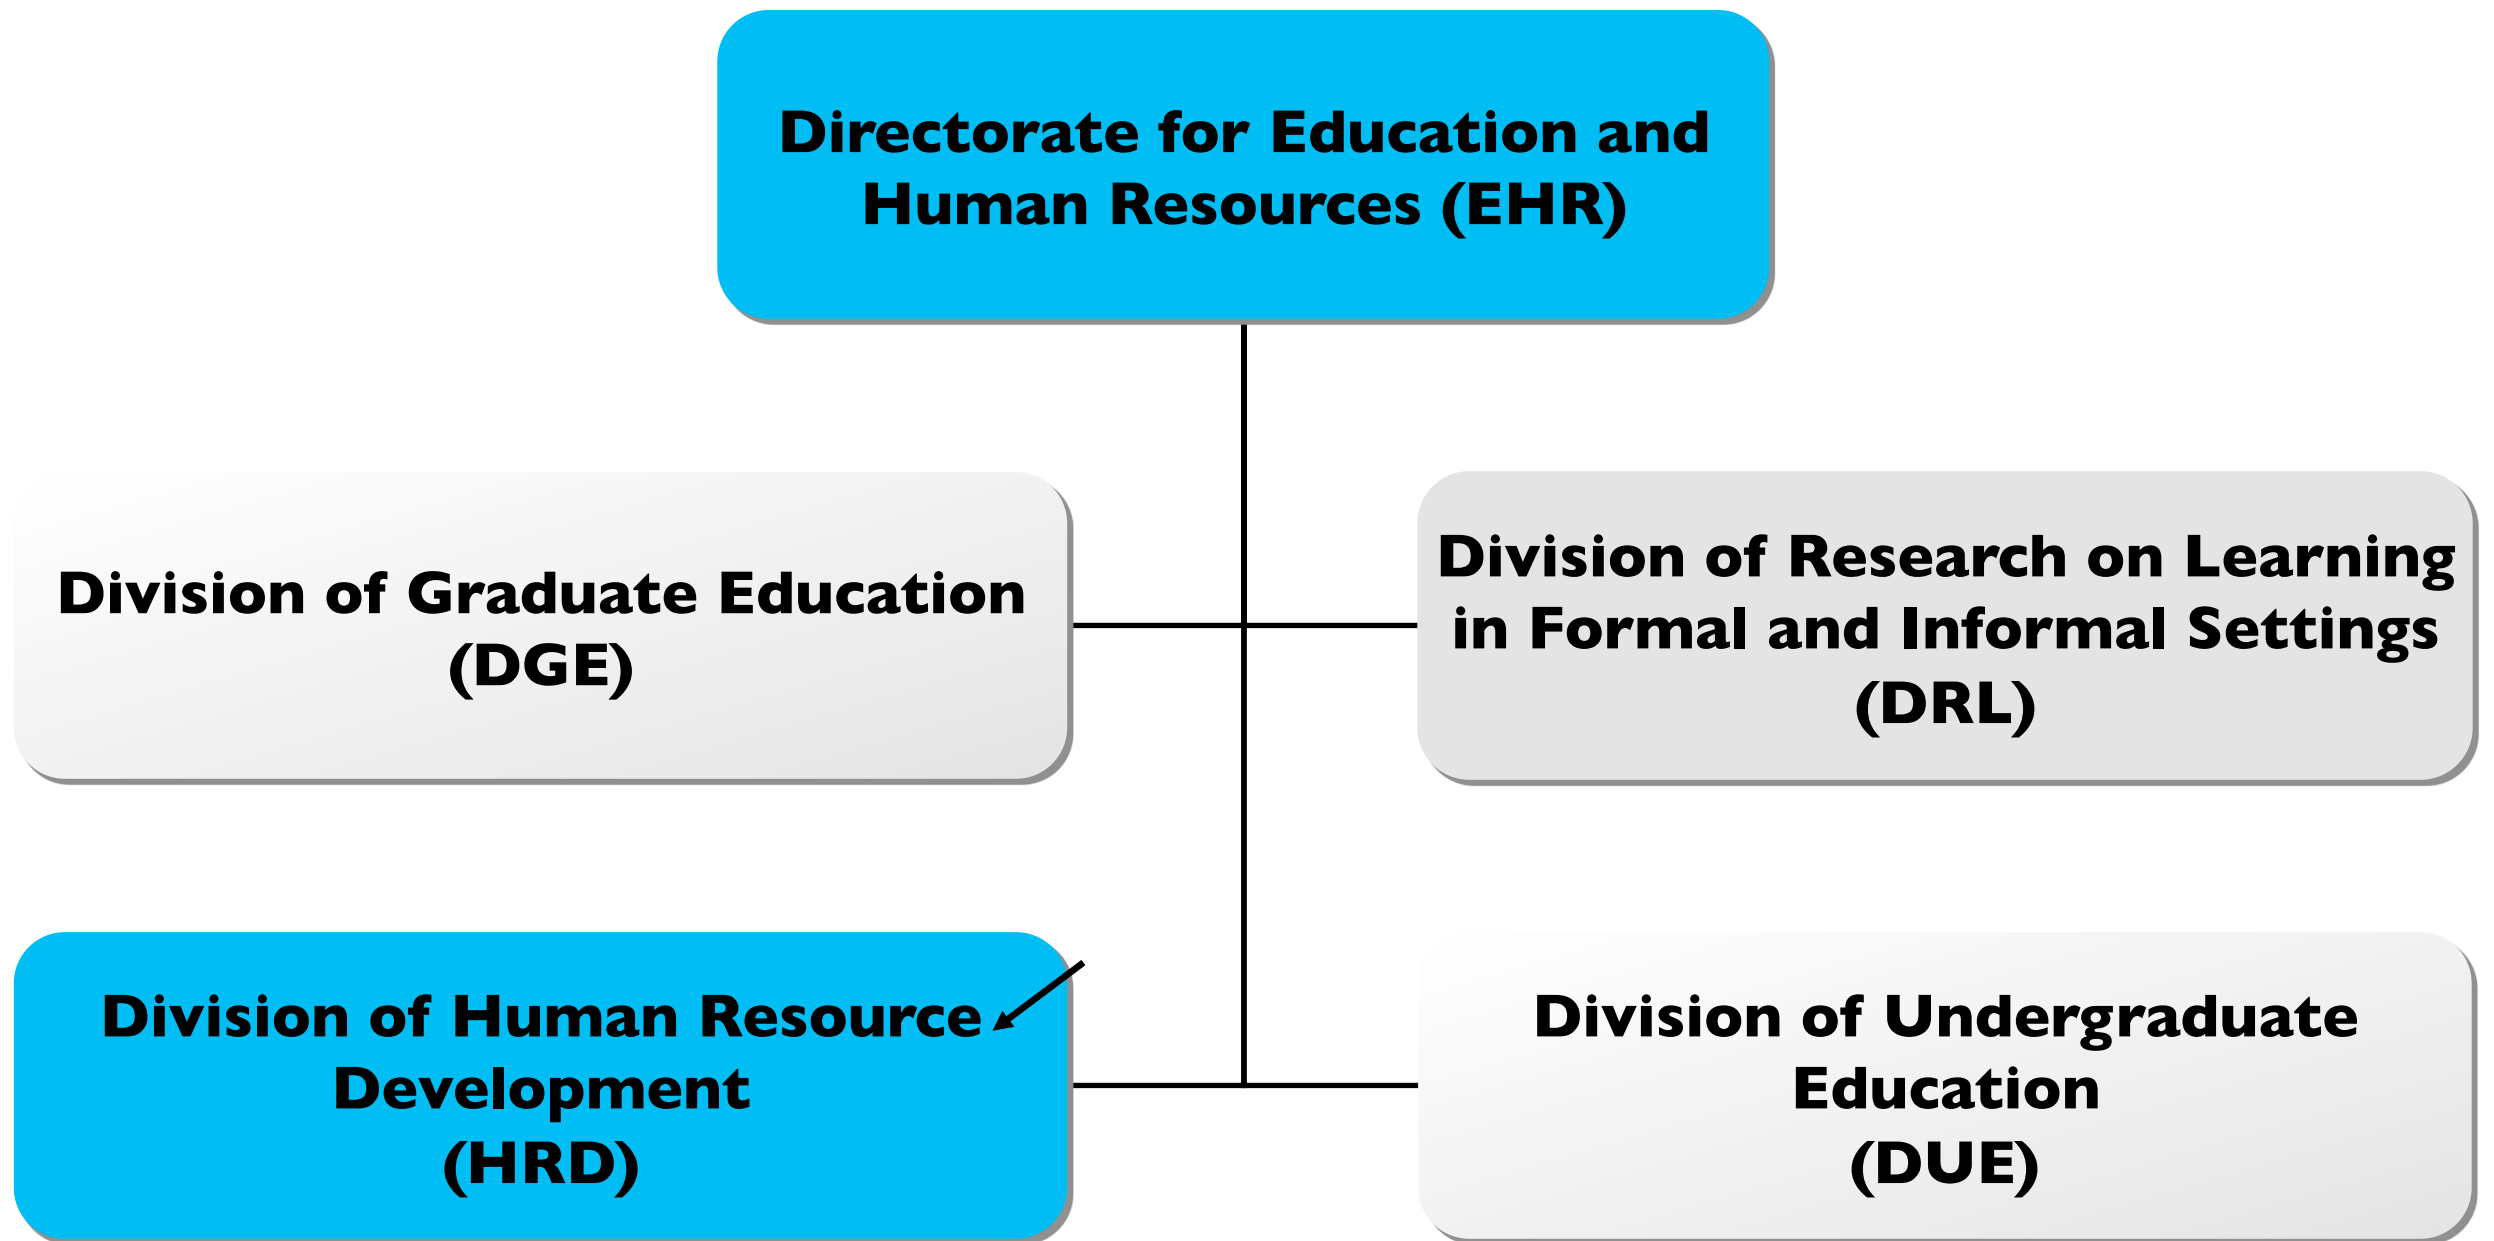 Directorate for Education and
Human Resources (EHR)
Division of Graduate Education
(DGE)
Division of Research on Learning
in Formal and Informal Settings
(DRL)
Division of Human Resource
Development
(HRD)
Division of Undergraduate
Education
(DUE)